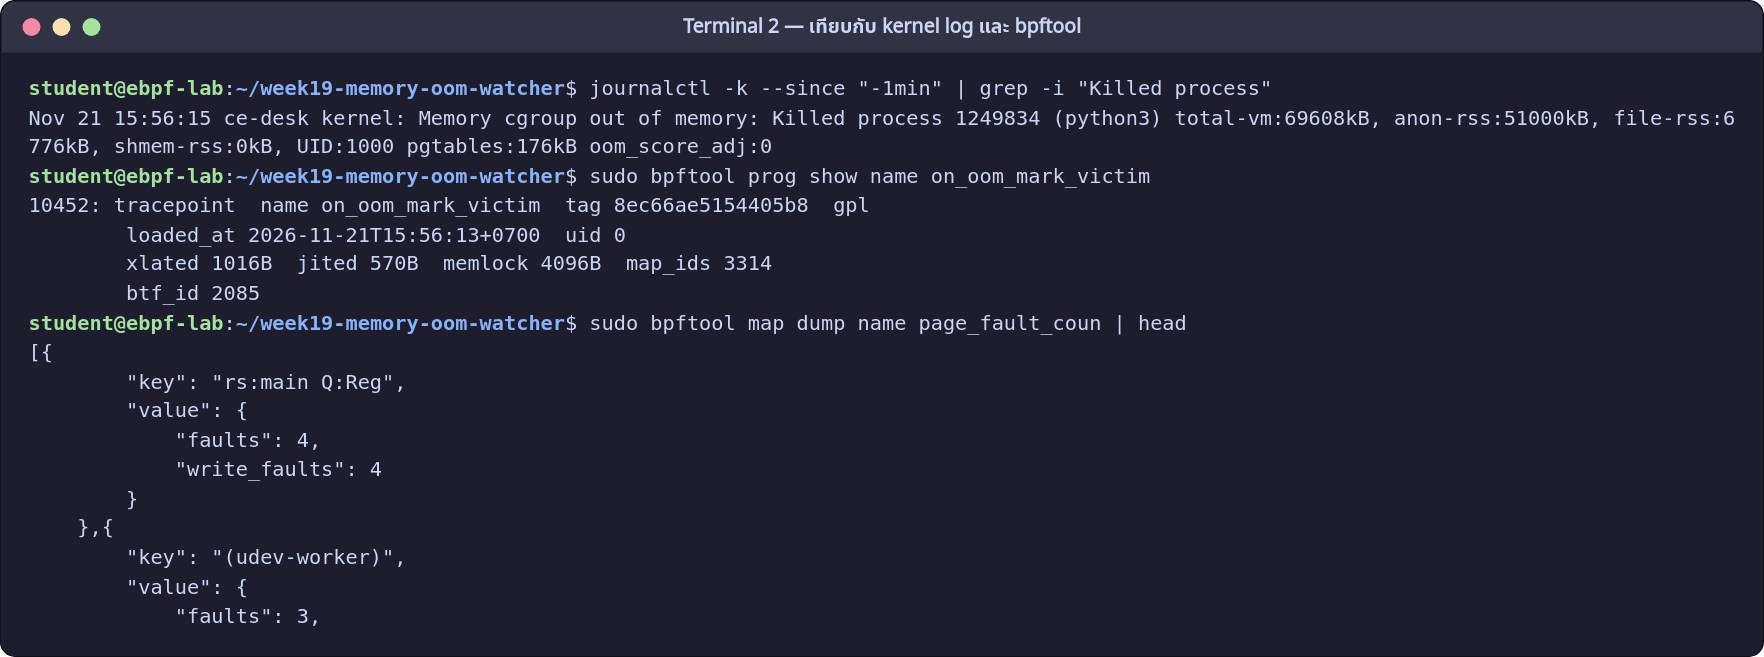 Terminal 2 — เทียบกับ kernel log และ bpftool
student@ebpf-lab:~/week19-memory-oom-watcher$ journalctl -k --since "-1min" | grep -i "Killed process"
Nov 21 15:56:15 ce-desk kernel: Memory cgroup out of memory: Killed process 1249834 (python3) total-vm:69608kB, anon-rss:51000kB, file-rss:6
776kB, shmem-rss:0kB, UID:1000 pgtables:176kB oom_score_adj:0
student@ebpf-lab:~/week19-memory-oom-watcher$ sudo bpftool prog show name on_oom_mark_victim
10452: tracepoint  name on_oom_mark_victim  tag 8ec66ae5154405b8  gpl
        loaded_at 2026-11-21T15:56:13+0700  uid 0
        xlated 1016B  jited 570B  memlock 4096B  map_ids 3314
        btf_id 2085
student@ebpf-lab:~/week19-memory-oom-watcher$ sudo bpftool map dump name page_fault_coun | head
[{
        "key": "rs:main Q:Reg",
        "value": {
            "faults": 4,
            "write_faults": 4
        }
    },{
        "key": "(udev-worker)",
        "value": {
            "faults": 3,